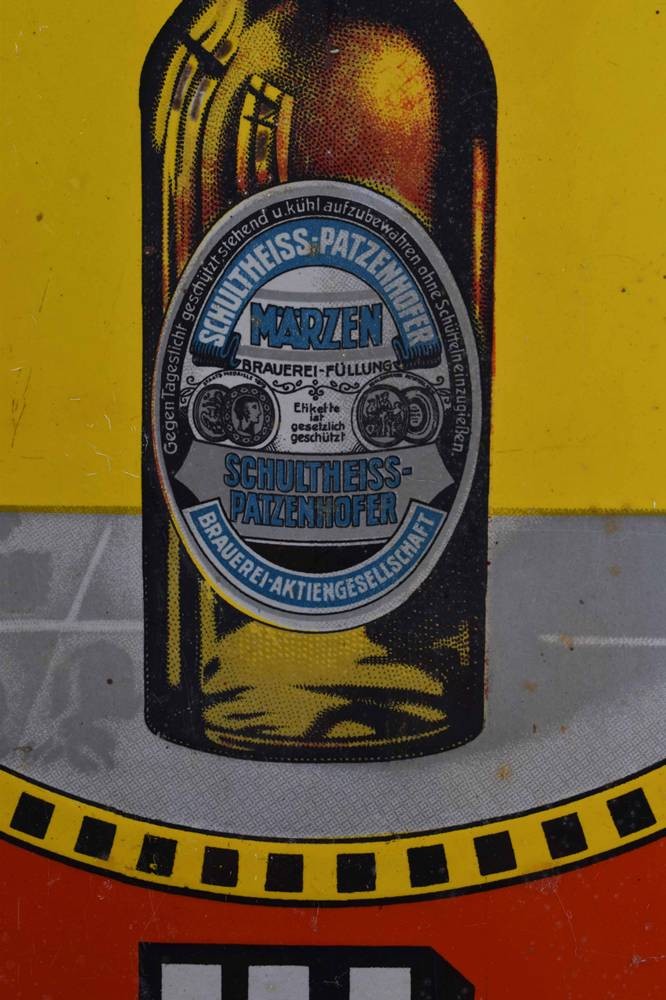 Gegen Tageslicht geschützt stehend u. kühl aufzubewahren, ohne Schütteln einzugießen.
SCHULTHEISS-PATZENHOFER
MÄRZEN
BRAUEREI-FÜLLUNG
Etikette
ist
gesetzlich
geschützt
SCHULTHEISS-
PATZENHOFER
BRAUEREI-AKTIENGESELLSCHAFT